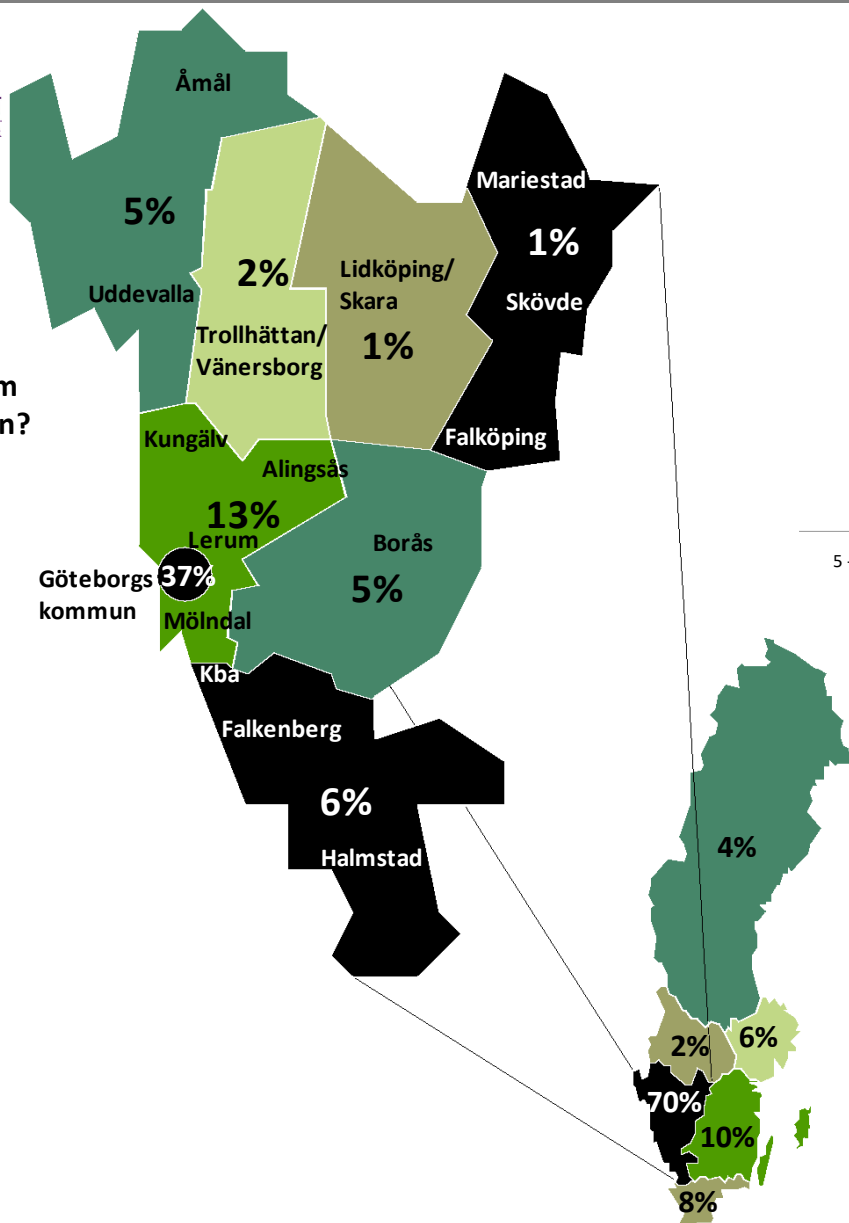 Åmål
Mariestad
5%
1%
2%
Lidköping/
Skara
Uddevalla
Skövde
Trollhättan/
Vänersborg
1%
n?
Kungälv
Falköping
Alingsås
13%
Lerum
Borås
Göteborgs
kommun
37%
5%
5
Mölndal
Kba
Falkenberg
6%
Halmstad
4%
2%
6%
70%
10%
8%